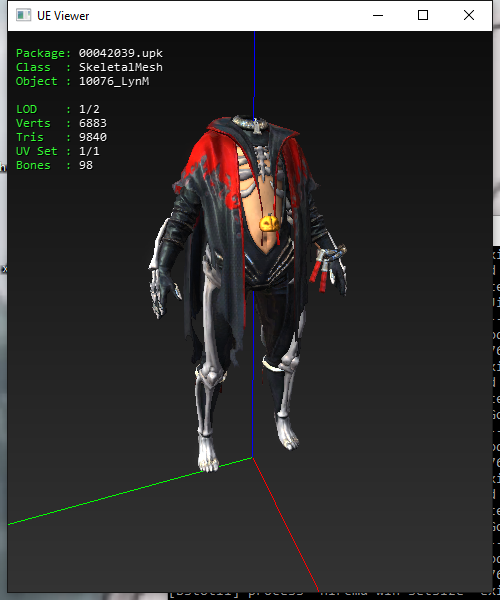 UE Viewer
Package: 00042039.upk
Class : SkeletalMesh
Object : 10076_LynM
LOD : 1/2
Verts : 6883
Tris : 9840
UV Set : 1/1
Bones : 98